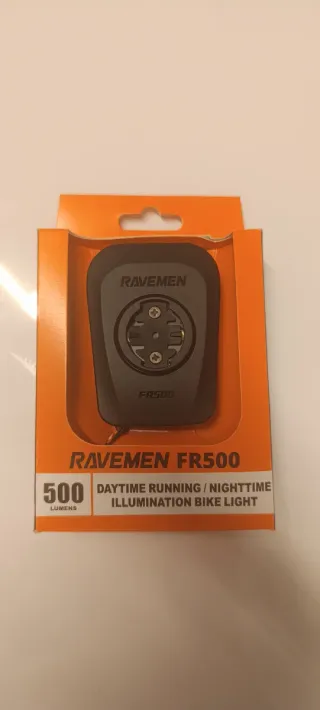 RAVEMEN
FR500
RAVEMEN FR500
500
LUMENS
DAYTIME RUNNING / NIGHTTIME
ILLUMINATION BIKE LIGHT